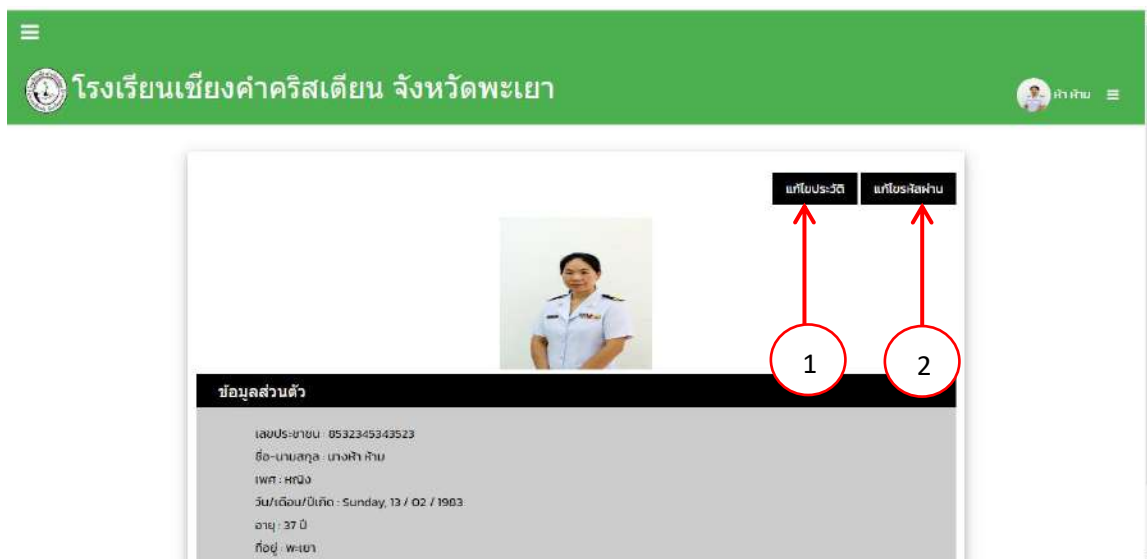 โรงเรียนเชียงคำคริสเตียน จังหวัดพะเยา
ห้า ห้าม
แก้ไขประวัติ แก้ไขรหัสผ่าน
1 2
ข้อมูลส่วนตัว
เลขประชาชน : 8532345343523
ชื่อ-นามสกุล : นางห้า ห้าม
เพศ : หญิง
วัน/เดือน/ปีเกิด : Sunday, 13 / 02 / 1983
อายุ : 37 ปี
ที่อยู่ : พะเยา